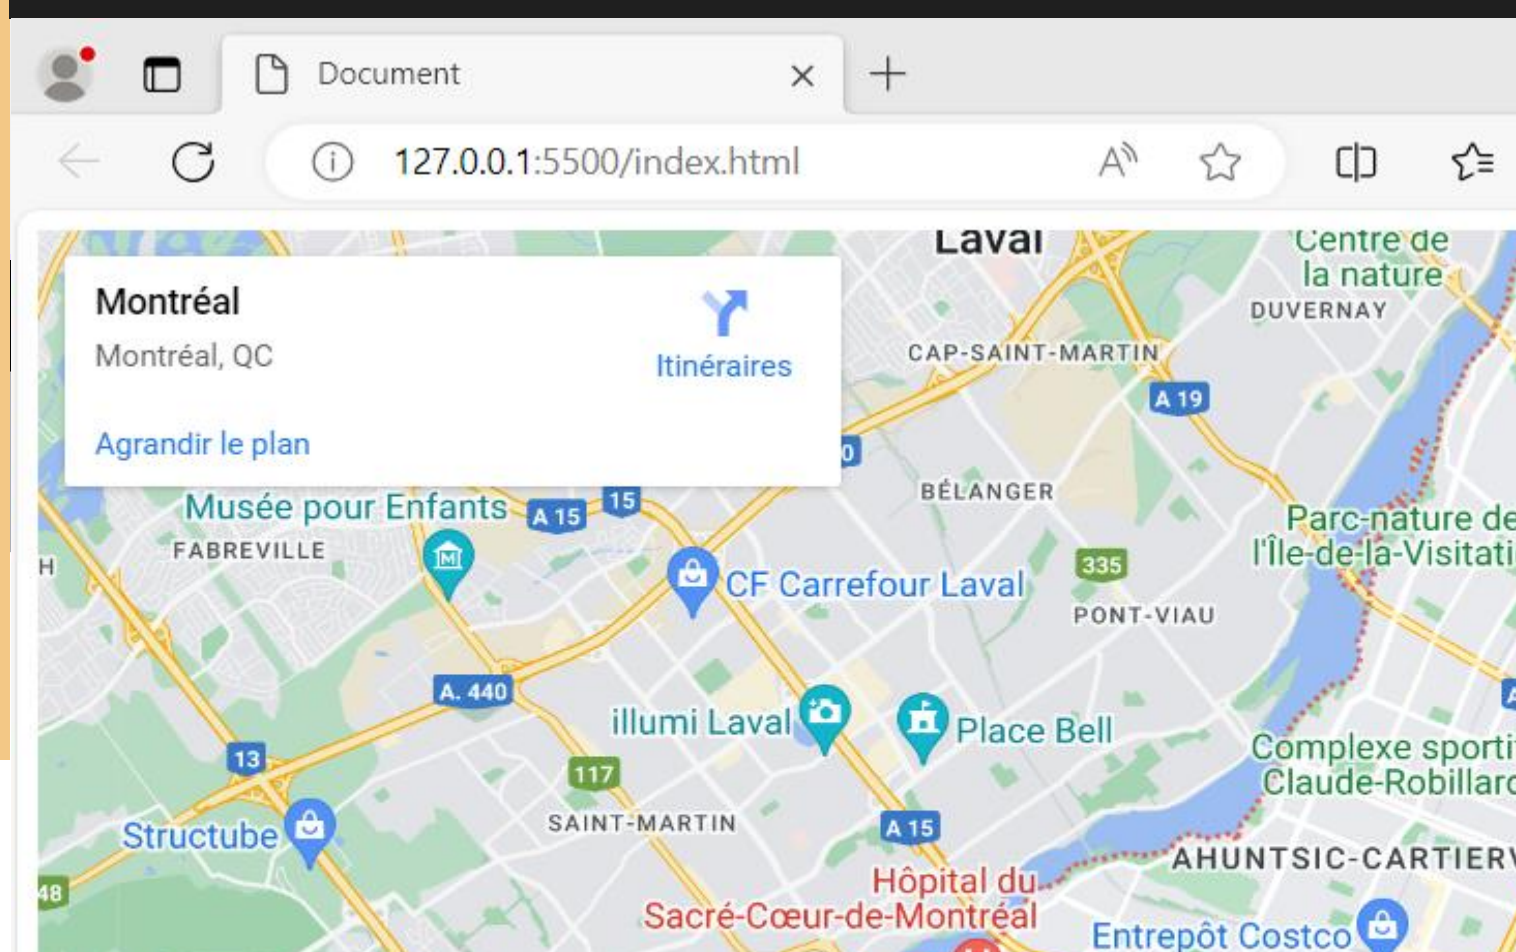 Document
127.0.0.1:5500/index.html
Montréal
Montréal, QC
Itinéraires
Agrandir le plan
Laval
Centre de
la nature
DUVERNAY
CAP-SAINT-MARTIN
A 19
BÉLANGER
Musée pour Enfants
A 15
15
FABREVILLE
H
CF Carrefour Laval
335
PONT-VIAU
Parc-nature de
l'Île-de-la-Visitati
A. 440
illumi Laval
Place Bell
13
117
Structube
SAINT-MARTIN
A 15
Complexe sporti
Claude-Robillard
AHUNTSIC-CARTIERV
48
Hôpital du
Sacré-Cœur-de-Montréal
Entrepôt Costco